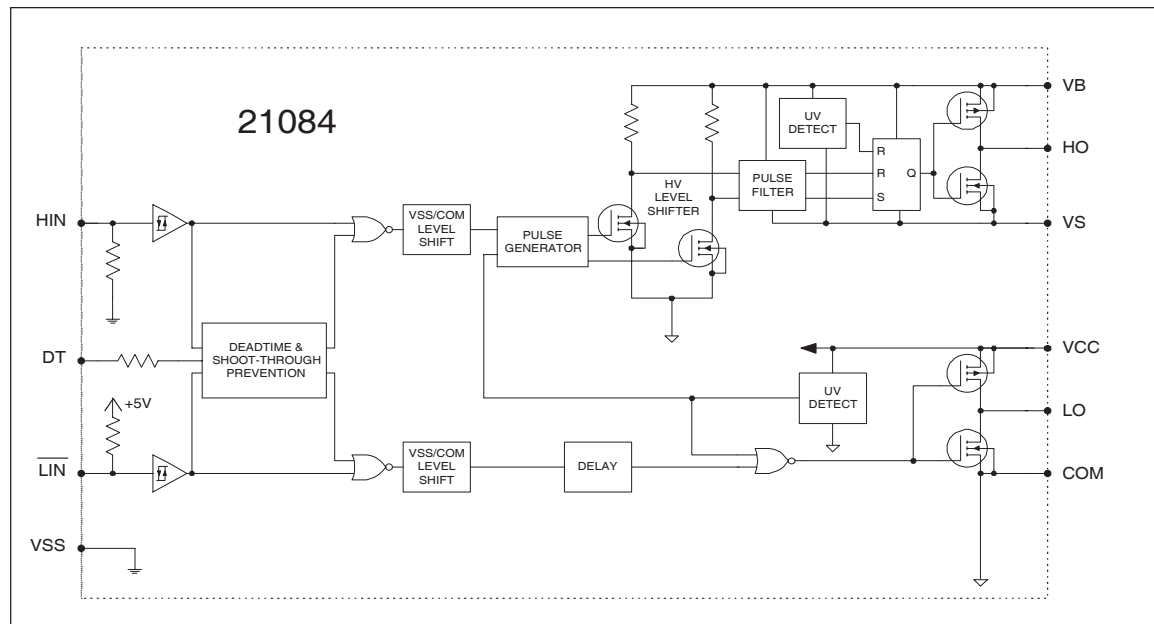 21084
VB
UV
DETECT
HO
R
R
Q
S
PULSE
FILTER
HV
LEVEL
SHIFTER
HIN
VSS/COM
LEVEL
SHIFT
PULSE
GENERATOR
VS
DT
DEADTIME &
SHOOT-THROUGH
PREVENTION
VCC
+5V
UV
DETECT
LO
LIN
VSS/COM
LEVEL
SHIFT
DELAY
COM
VSS